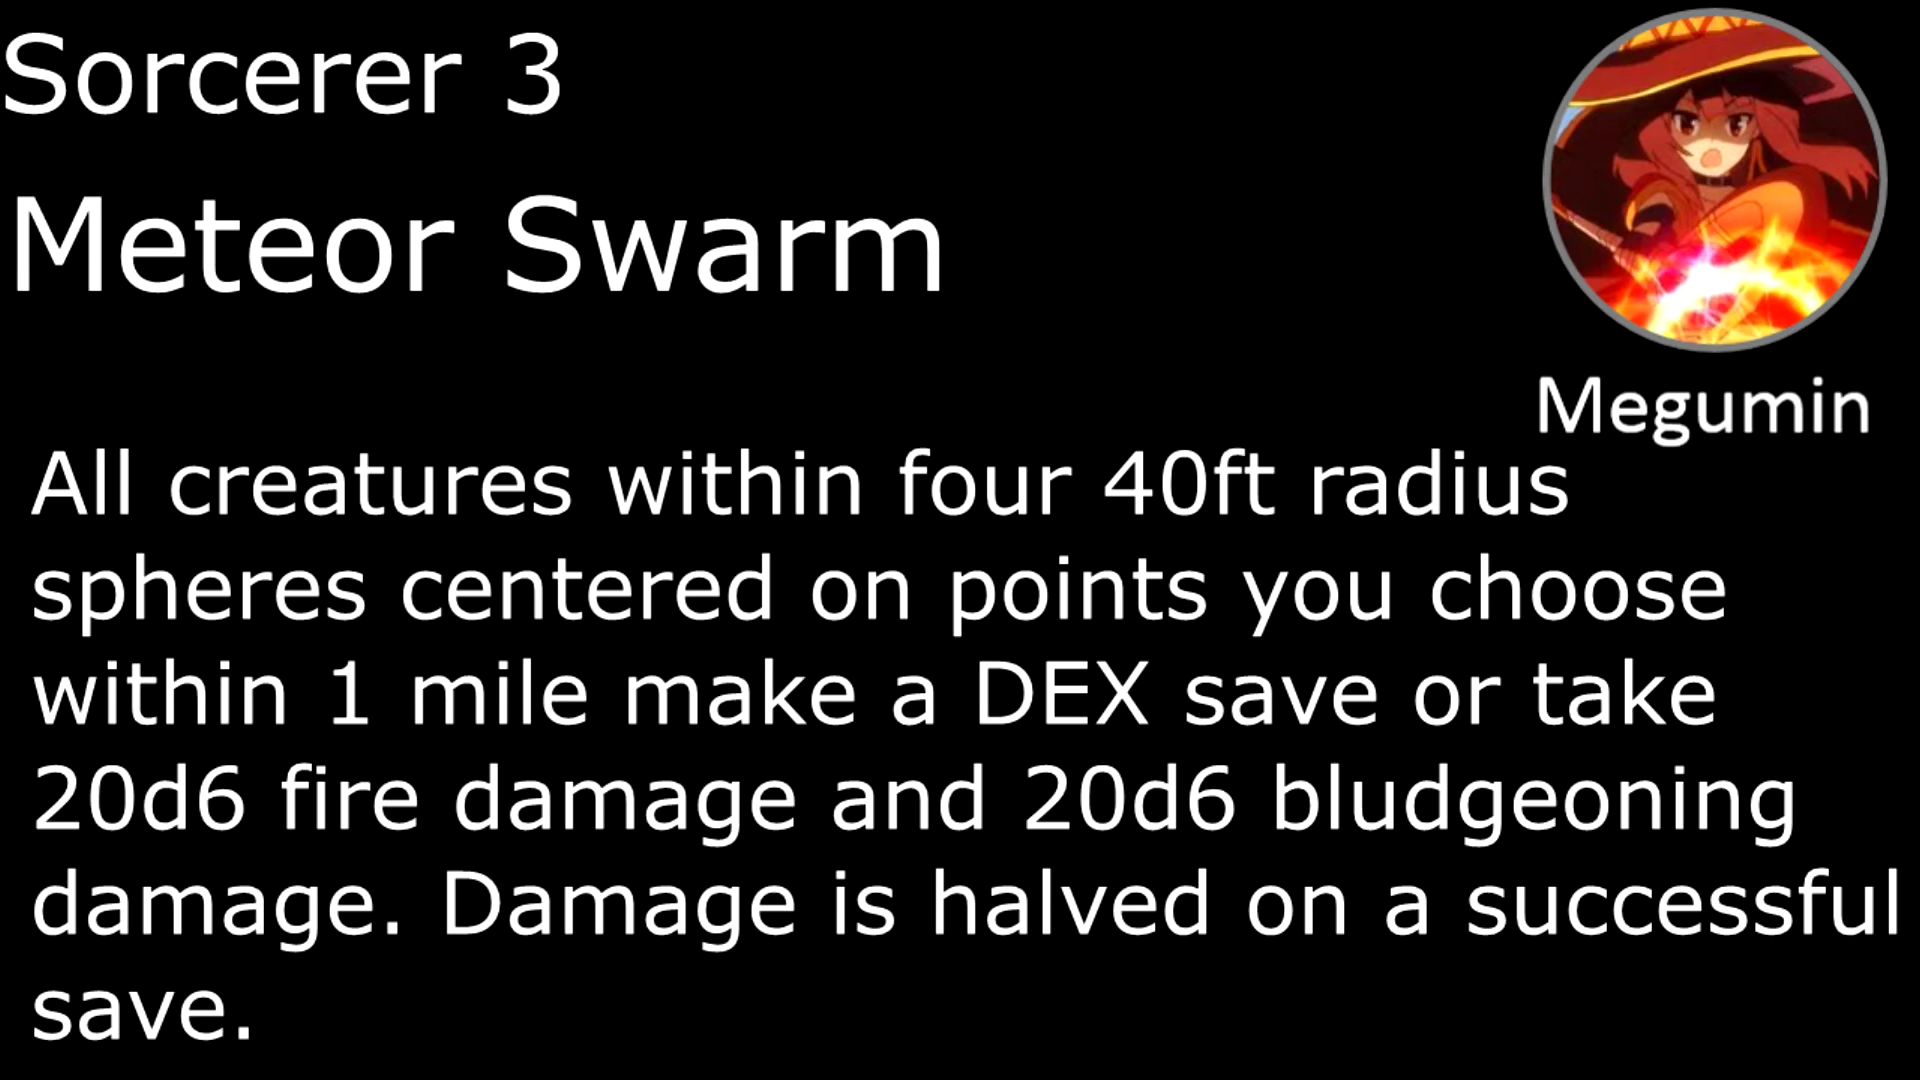 Sorcerer 3
Meteor Swarm
Megumin
All creatures within four 40ft radius
spheres centered on points you choose
within 1 mile make a DEX save or take
20d6 fire damage and 20d6 bludgeoning
damage. Damage is halved on a successful
save.